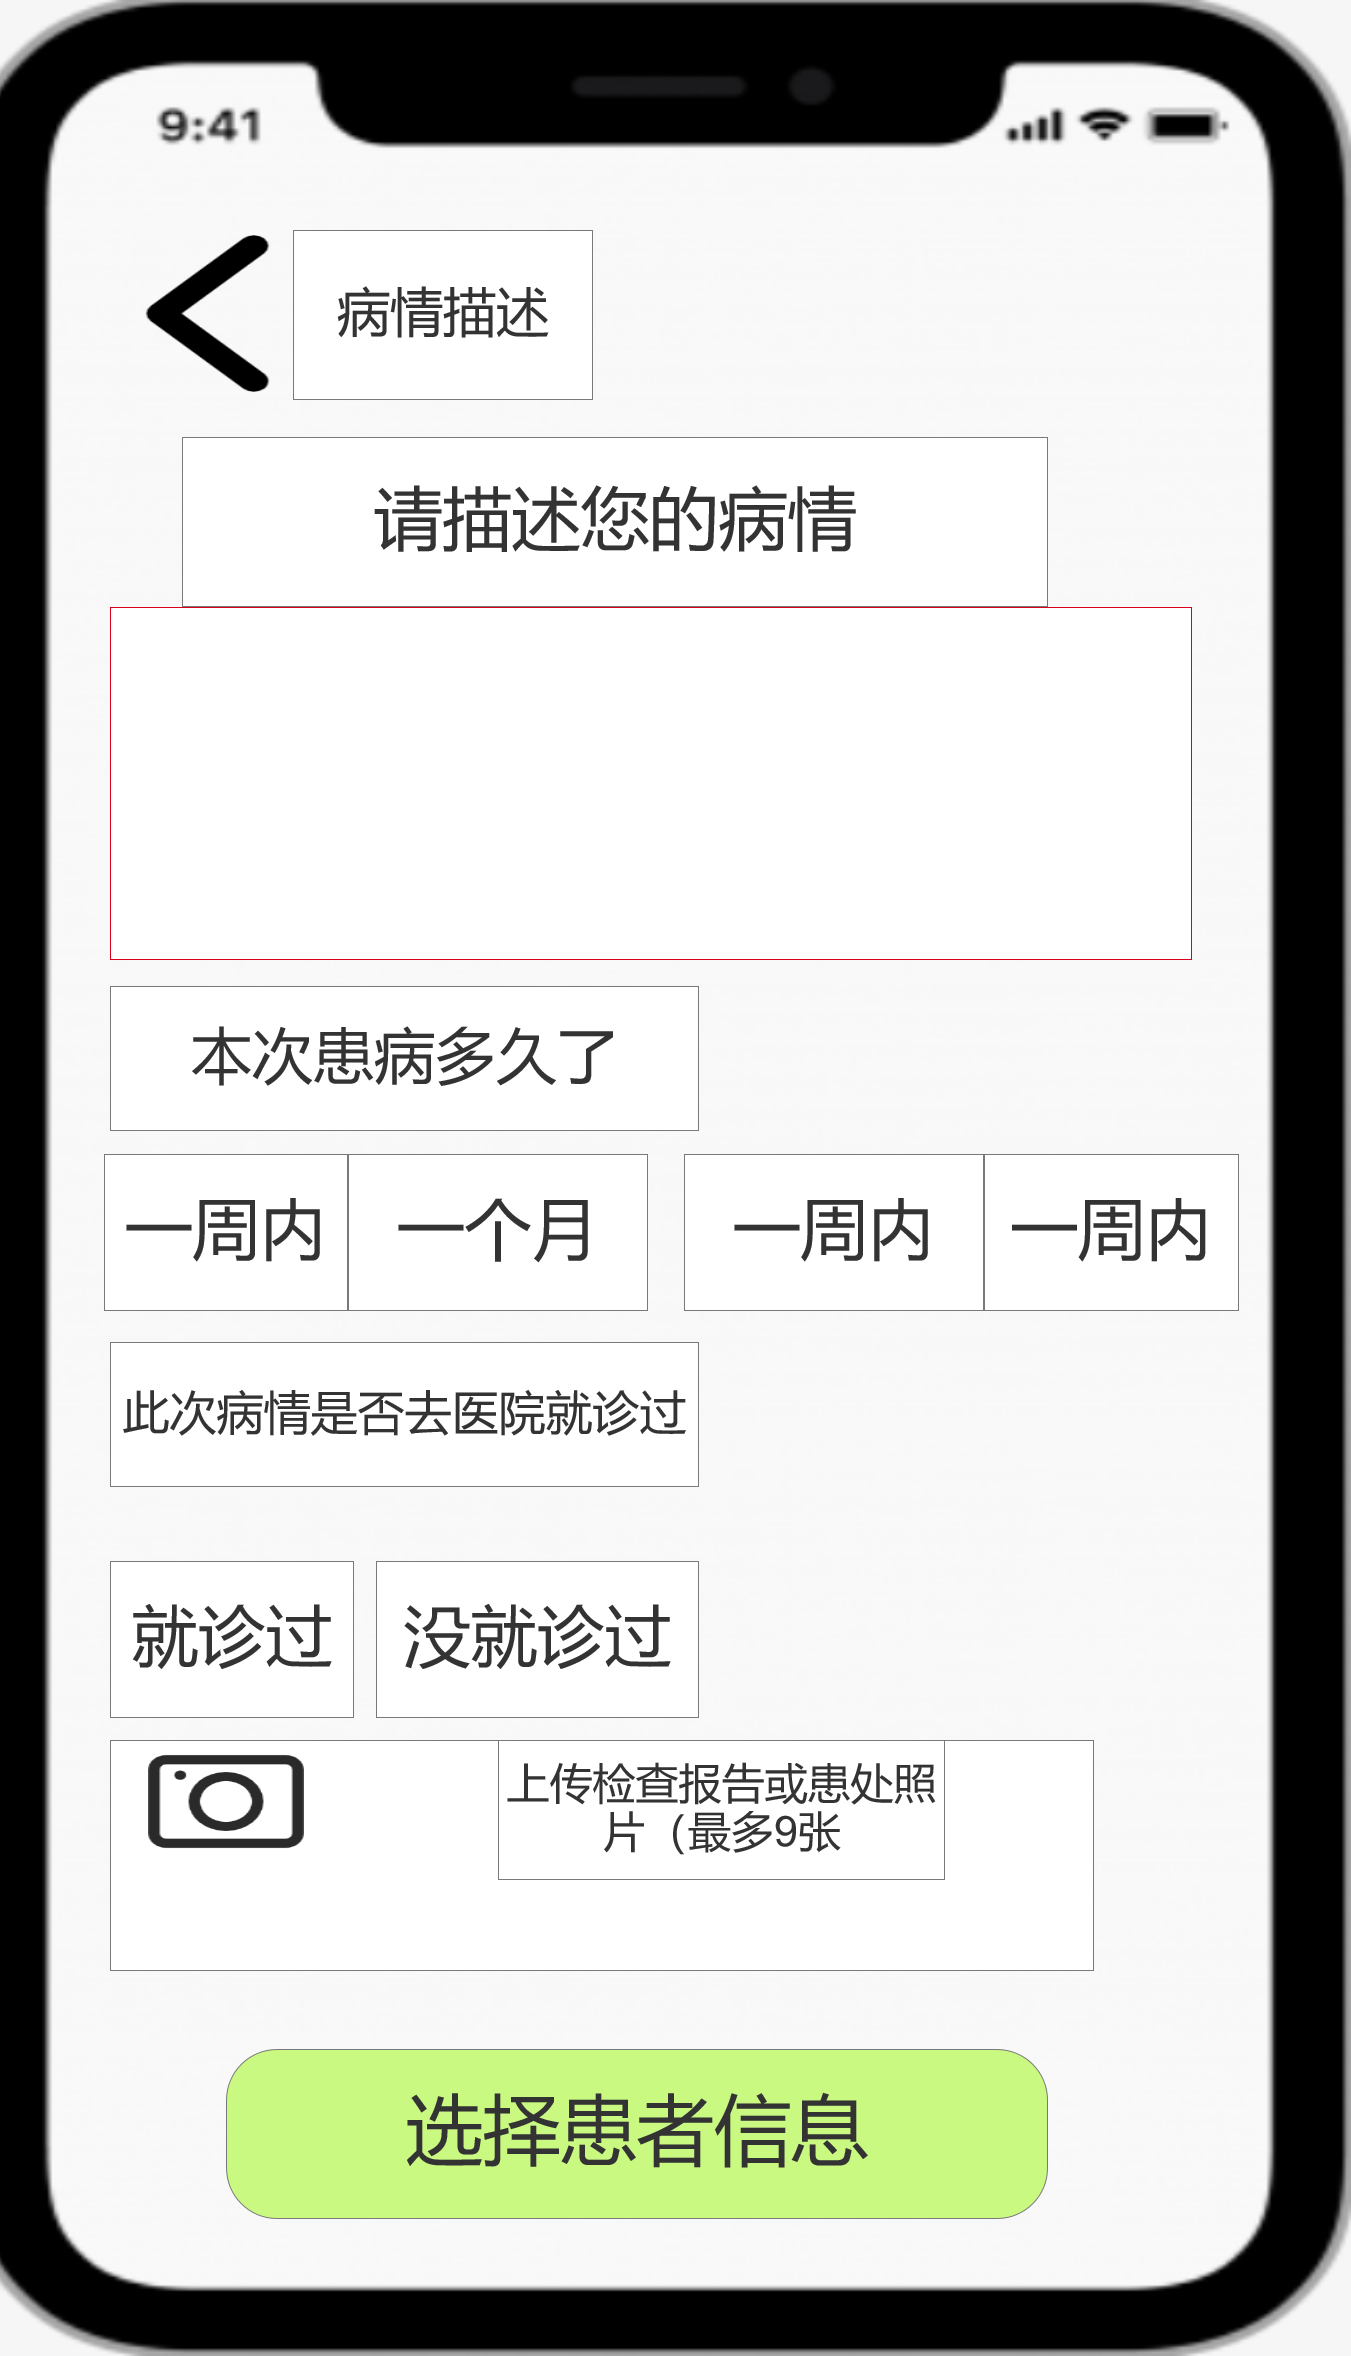 9:41
病情描述
请描述您的病情
本次患病多久了
一周内 一个月 一周内 一周内
此次病情是否去医院就诊过
就诊过 没就诊过
上传检查报告或患处照
片（最多9张
选择患者信息